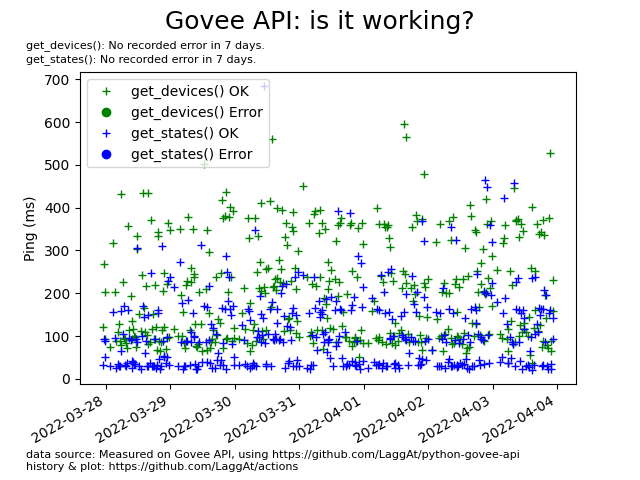 Govee API: is it working?
get_devices(): No recorded error in 7 days.
get_states(): No recorded error in 7 days.
get_devices() OK
get_devices() Error
get_states() OK
get_states() Error
Ping (ms)
700
600
500
400
300
200
100
0
2022-03-28
2022-03-29
2022-03-30
2022-03-31
2022-04-01
2022-04-02
2022-04-03
2022-04-04
data source: Measured on Govee API, using https://github.com/LaggAt/python-govee-api
history & plot: https://github.com/LaggAt/actions